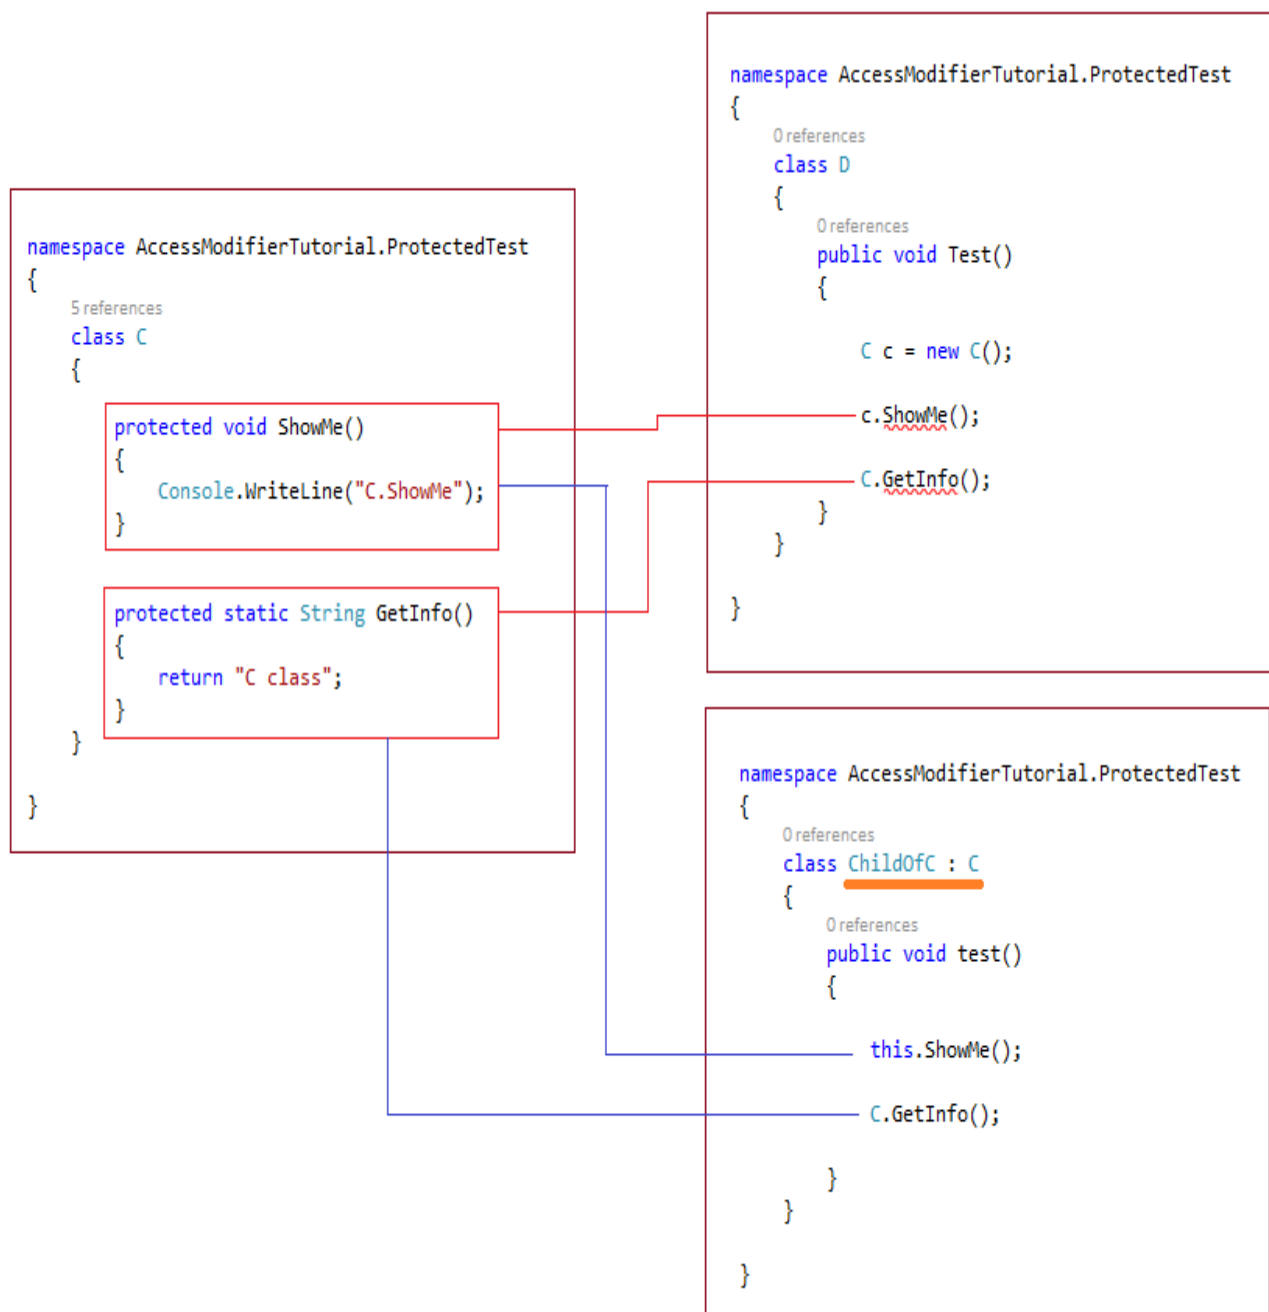 namespace AccessModifierTutorial.ProtectedTest
{
5 references
class C
{
protected void ShowMe()
{
Console.WriteLine("C.ShowMe");
}
protected static String GetInfo()
{
return "C class";
}
}
}
namespace AccessModifierTutorial.ProtectedTest
{
0 references
class D
{
0 references
public void Test()
{
C c = new C();
c.ShowMe();
C.GetInfo();
}
}
}
namespace AccessModifierTutorial.ProtectedTest
{
0 references
class ChildOfC : C
{
0 references
public void test()
{
this.ShowMe();
C.GetInfo();
}
}
}